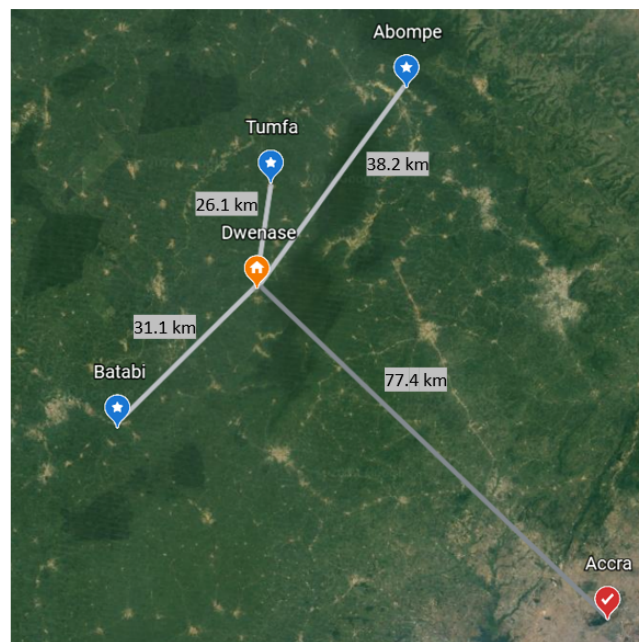 Abompe
Tumfa
38.2 km
26.1 km
Dwenase
31.1 km
Batabi
77.4 km
Accra